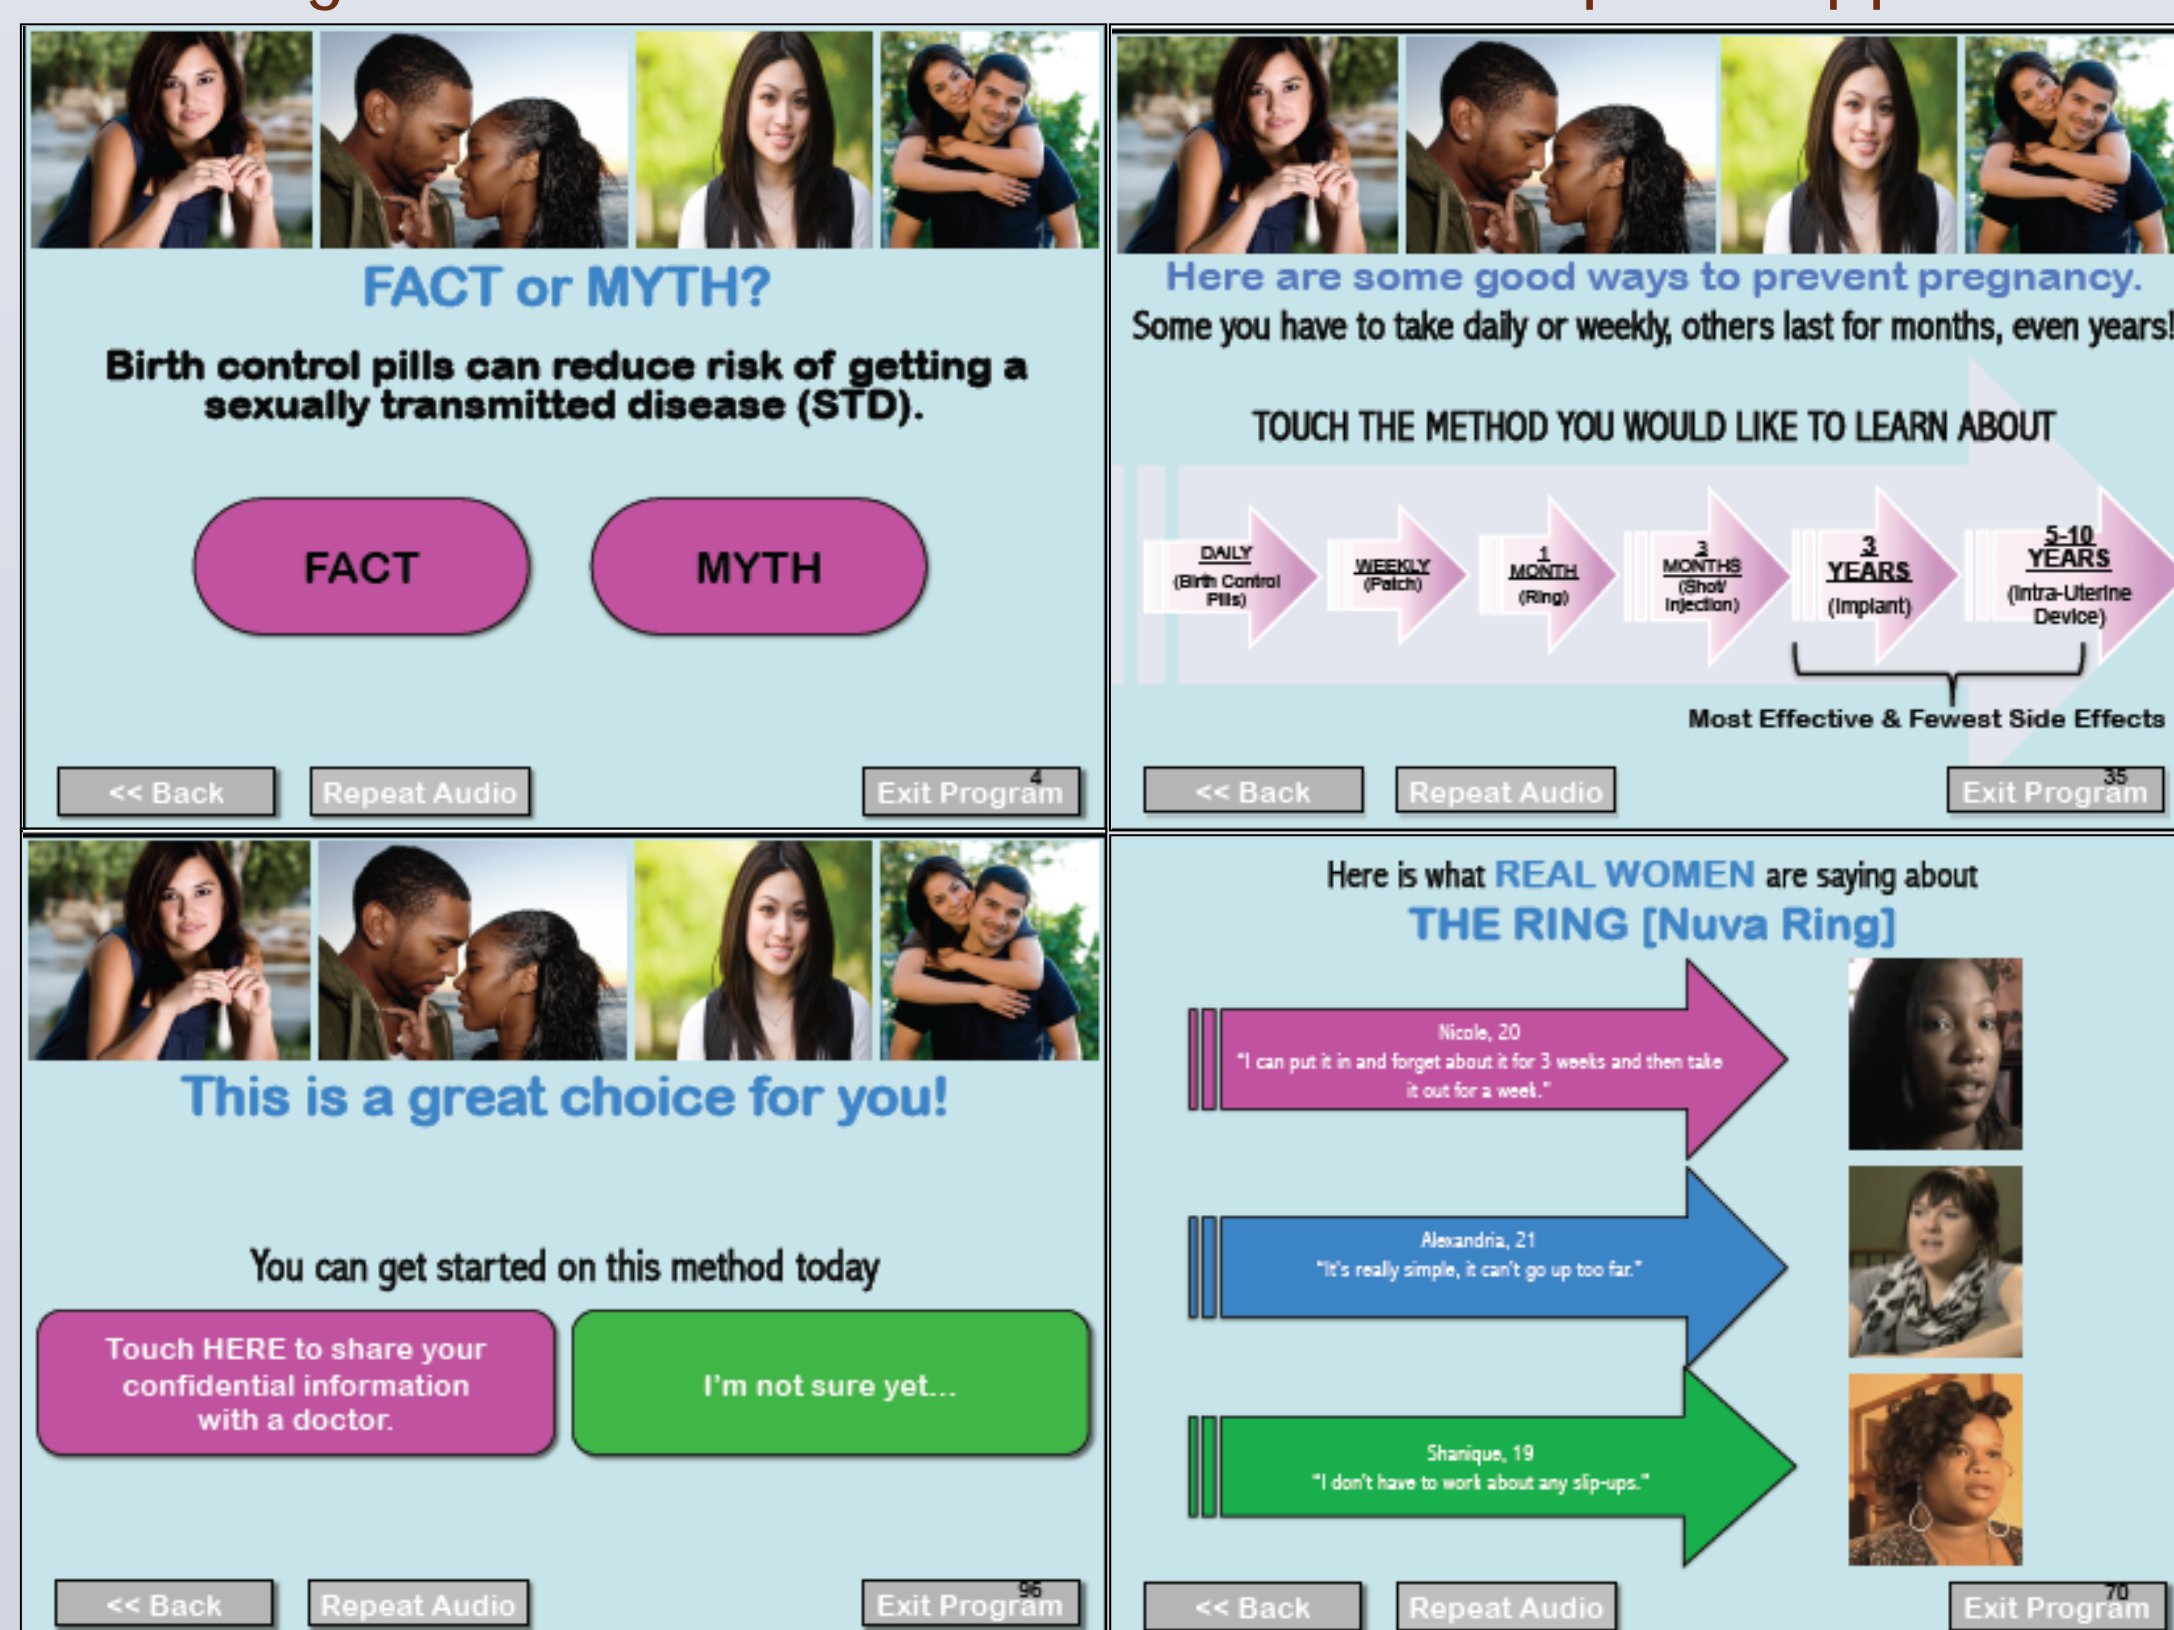 FACT or MYTH?
Birth control pills can reduce risk of getting a
sexually transmitted disease (STD).
FACT
MYTH
<< Back
Repeat Audio
Exit Program
4
Here are some good ways to prevent pregnancy.
Some you have to take daily or weekly, others last for months, even years!
TOUCH THE METHOD YOU WOULD LIKE TO LEARN ABOUT
DAILY
(Birth Control
Pills)
WEEKLY
(Patch)
1
MONTH
(Ring)
3
MONTHS
(Shot/
Injection)
3
YEARS
(Implant)
5-10
YEARS
(Intra-Uterine
Device)
Most Effective & Fewest Side Effects
<< Back
Repeat Audio
Exit Program
35
This is a great choice for you!
You can get started on this method today
Touch HERE to share your
confidential information
with a doctor.
I'm not sure yet...
<< Back
Repeat Audio
Exit Program
96
Here is what REAL WOMEN are saying about
THE RING [Nuva Ring]
Nicole, 20
"I can put it in and forget about it for 3 weeks and then take
it out for a week."
Alexandria, 21
"It's really simple, it can't go up too far."
Shanique, 19
"I don't have to work about any slip-ups."
<< Back
Repeat Audio
Exit Program
70